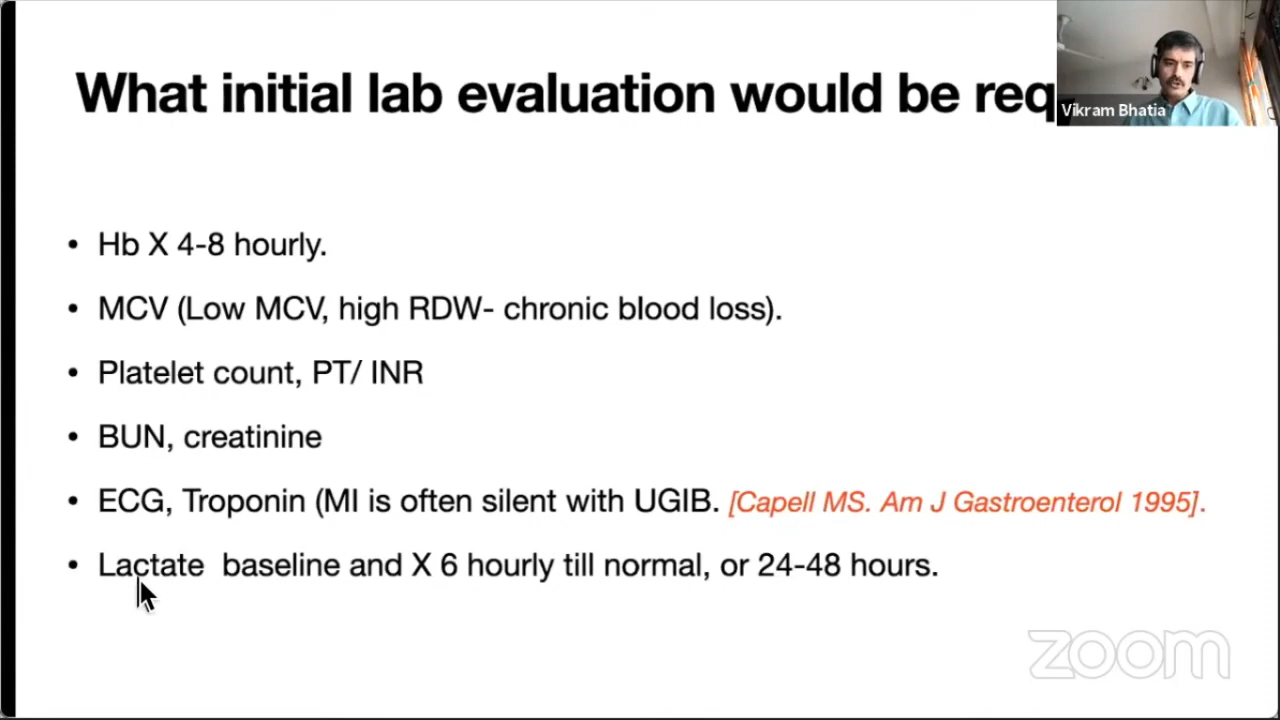 What initial lab evaluation would be req
Vikram Bhatia
• Hb X 4-8 hourly.
• MCV (Low MCV, high RDW- chronic blood loss).
• Platelet count, PT/ INR
• BUN, creatinine
• ECG, Troponin (MI is often silent with UGIB. [Capell MS. Am J Gastroenterol 1995].
• Lactate baseline and X 6 hourly till normal, or 24-48 hours.
zoom